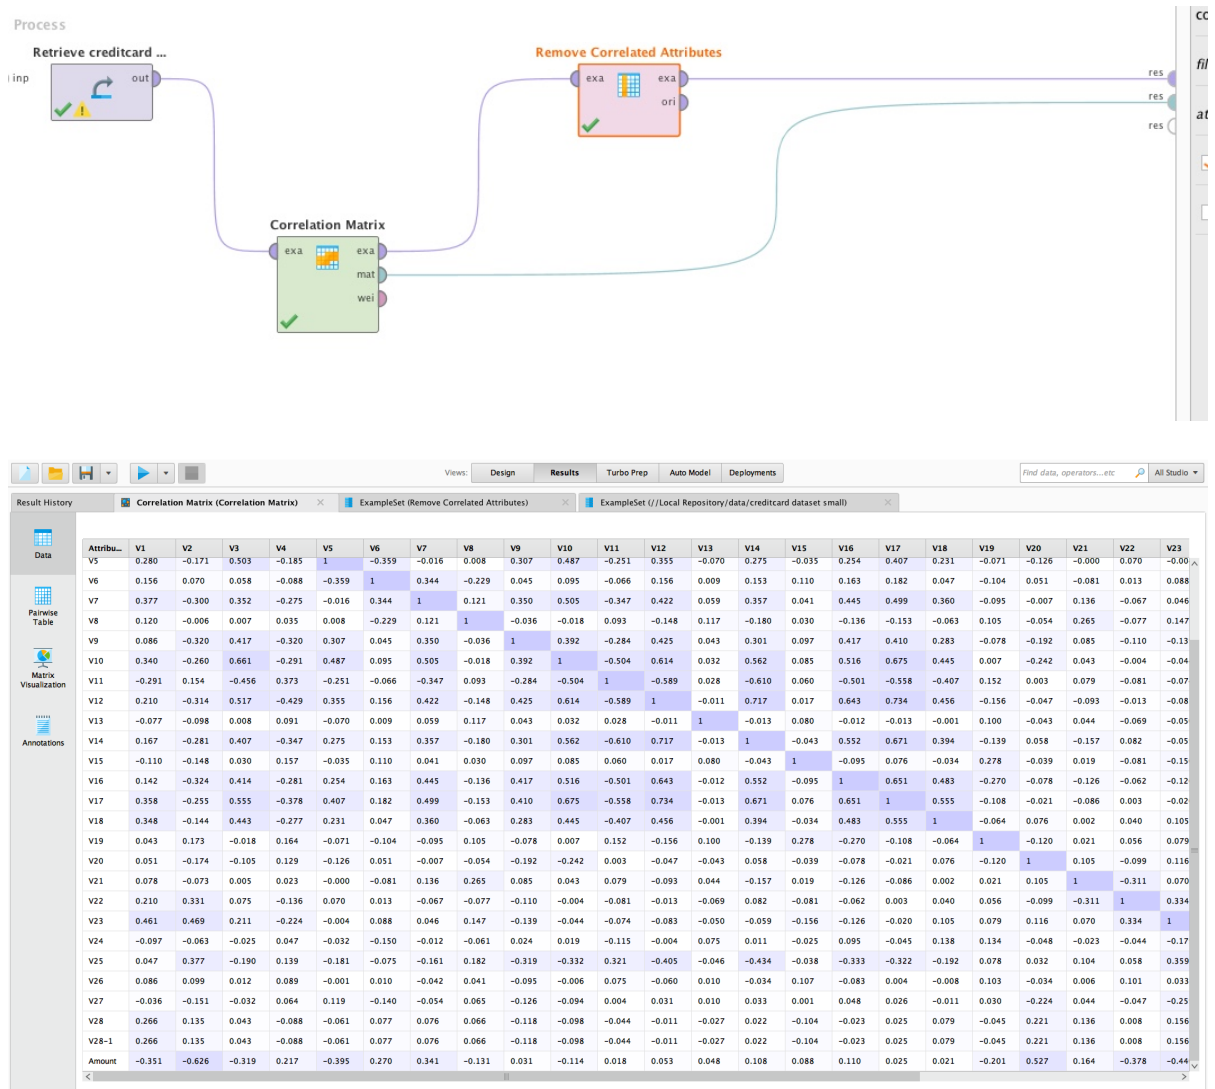 Process
Retrieve creditcard ...
Remove Correlated Attributes
inp
out
exa
exa
ori
res
res
res
Correlation Matrix
exa
exa
mat
wei
Views: Design Results Turbo Prep Auto Model Deployments Find data, operators...etc All Studio
Result History Correlation Matrix (Correlation Matrix) ExampleSet (Remove Correlated Attributes) ExampleSet (//Local Repository/data/creditcard dataset small)
Data
Pairwise
Table
Matrix
Visualization
Annotations
Attribu... V1 V2 V3 V4 V5 V6 V7 V8 V9 V10 V11 V12 V13 V14 V15 V16 V17 V18 V19 V20 V21 V22 V23
V5 0.280 -0.171 0.503 -0.185 1 -0.359 -0.016 0.008 0.307 0.487 -0.251 0.355 -0.070 0.275 -0.035 0.254 0.407 0.231 -0.071 -0.126 -0.000 0.070 -0.00
V6 0.156 0.070 0.058 -0.088 -0.359 1 0.344 -0.229 0.045 0.095 -0.066 0.156 0.009 0.153 0.110 0.163 0.182 0.047 -0.104 0.051 -0.081 0.013 0.088
V7 0.377 -0.300 0.352 -0.275 -0.016 0.344 1 0.121 0.350 0.505 -0.347 0.422 0.059 0.357 0.041 0.445 0.499 0.360 -0.095 -0.007 0.136 -0.067 0.046
V8 0.120 -0.006 0.007 0.035 0.008 -0.229 0.121 1 -0.036 -0.018 0.093 -0.148 0.117 -0.180 0.030 -0.136 -0.153 -0.063 0.105 -0.054 0.265 -0.077 0.147
V9 0.086 -0.320 0.417 -0.320 0.307 0.045 0.350 -0.036 1 0.392 -0.284 0.425 0.043 0.301 0.097 0.417 0.410 0.283 -0.078 -0.192 0.085 -0.110 -0.13
V10 0.340 -0.260 0.661 -0.291 0.487 0.095 0.505 -0.018 0.392 1 -0.504 0.614 0.032 0.562 0.085 0.516 0.675 0.445 0.007 -0.242 0.043 -0.004 -0.04
V11 -0.291 0.154 -0.456 0.373 -0.251 -0.066 -0.347 0.093 -0.284 -0.504 1 -0.589 0.028 -0.610 0.060 -0.501 -0.558 -0.407 0.152 0.003 0.079 -0.081 -0.07
V12 0.210 -0.314 0.517 -0.429 0.355 0.156 0.422 -0.148 0.425 0.614 -0.589 1 -0.011 0.717 0.017 0.643 0.734 0.456 -0.156 -0.047 -0.093 -0.013 -0.08
V13 -0.077 -0.098 0.008 0.091 -0.070 0.009 0.059 0.117 0.043 0.032 0.028 -0.011 1 -0.013 0.080 -0.012 -0.013 -0.001 0.100 -0.043 0.044 -0.069 -0.05
V14 0.167 -0.281 0.407 -0.347 0.275 0.153 0.357 -0.180 0.301 0.562 -0.610 0.717 -0.013 1 -0.043 0.552 0.671 0.394 -0.139 0.058 -0.157 0.082 -0.05
V15 -0.110 -0.148 0.030 0.157 -0.035 0.110 0.041 0.030 0.097 0.085 0.060 0.017 0.080 -0.043 1 -0.095 0.076 -0.034 0.278 -0.039 0.019 -0.081 -0.15
V16 0.142 -0.324 0.414 -0.281 0.254 0.163 0.445 -0.136 0.417 0.516 -0.501 0.643 -0.012 0.552 -0.095 1 0.651 0.483 -0.270 -0.078 -0.126 -0.062 -0.12
V17 0.358 -0.255 0.555 -0.378 0.407 0.182 0.499 -0.153 0.410 0.675 -0.558 0.734 -0.013 0.671 0.076 0.651 1 0.555 -0.108 -0.021 -0.086 0.003 -0.02
V18 0.348 -0.144 0.443 -0.277 0.231 0.047 0.360 -0.063 0.283 0.445 -0.407 0.456 -0.001 0.394 -0.034 0.483 0.555 1 -0.064 0.076 0.002 0.040 0.105
V19 0.043 0.173 -0.018 0.164 -0.071 -0.104 -0.095 0.105 -0.078 0.007 0.152 -0.156 0.100 -0.139 0.278 -0.270 -0.108 -0.064 1 -0.120 0.021 0.056 0.079
V20 0.051 -0.174 -0.105 0.129 -0.126 0.051 -0.007 -0.054 -0.192 -0.242 0.003 -0.047 -0.043 0.058 -0.039 -0.078 -0.021 0.076 -0.120 1 0.105 -0.099 0.116
V21 0.078 -0.073 0.005 0.023 -0.000 -0.081 0.136 0.265 0.085 0.043 0.079 -0.093 0.044 -0.157 0.019 -0.126 -0.086 0.002 0.021 0.105 1 -0.311 0.070
V22 0.210 0.331 0.075 -0.136 0.070 0.013 -0.067 -0.077 -0.110 -0.004 -0.081 -0.013 -0.069 0.082 -0.081 -0.062 0.003 0.040 0.056 -0.099 -0.311 1 0.334
V23 0.461 0.469 0.211 -0.224 -0.004 0.088 0.046 0.147 -0.139 -0.044 -0.074 -0.083 -0.050 -0.059 -0.156 -0.126 -0.020 0.105 0.079 0.116 0.070 0.334 1
V24 -0.097 -0.063 -0.025 0.047 -0.032 -0.150 -0.012 -0.061 0.024 0.019 -0.115 -0.004 0.075 0.011 -0.025 0.095 -0.045 0.138 0.134 -0.048 -0.023 -0.044 -0.17
V25 0.047 0.377 -0.190 0.139 -0.181 -0.075 -0.161 0.182 -0.319 -0.332 0.321 -0.405 -0.046 -0.434 -0.038 -0.333 -0.322 -0.192 0.078 0.032 0.104 0.058 0.359
V26 0.086 0.099 0.012 0.089 -0.001 0.010 -0.042 0.041 -0.095 -0.006 0.075 -0.060 0.010 -0.034 0.107 -0.083 0.004 -0.008 0.103 -0.034 0.006 0.101 0.033
V27 -0.036 -0.151 -0.032 0.064 0.119 -0.140 -0.054 0.065 -0.126 -0.094 0.004 0.031 0.010 0.033 0.001 0.048 0.026 -0.011 0.030 -0.224 0.044 -0.047 -0.25
V28 0.266 0.135 0.043 -0.088 -0.061 0.077 0.076 0.066 -0.118 -0.098 -0.044 -0.011 -0.027 0.022 -0.104 -0.023 0.025 0.079 -0.045 0.221 0.136 0.008 0.156
V28-1 0.266 0.135 0.043 -0.088 -0.061 0.077 0.076 0.066 -0.118 -0.098 -0.044 -0.011 -0.027 0.022 -0.104 -0.023 0.025 0.079 -0.045 0.221 0.136 0.008 0.156
Amount -0.351 -0.626 -0.319 0.217 -0.395 0.270 0.341 -0.131 0.031 -0.114 0.018 0.053 0.048 0.108 0.088 0.110 0.025 0.021 -0.201 0.527 0.164 -0.378 -0.44